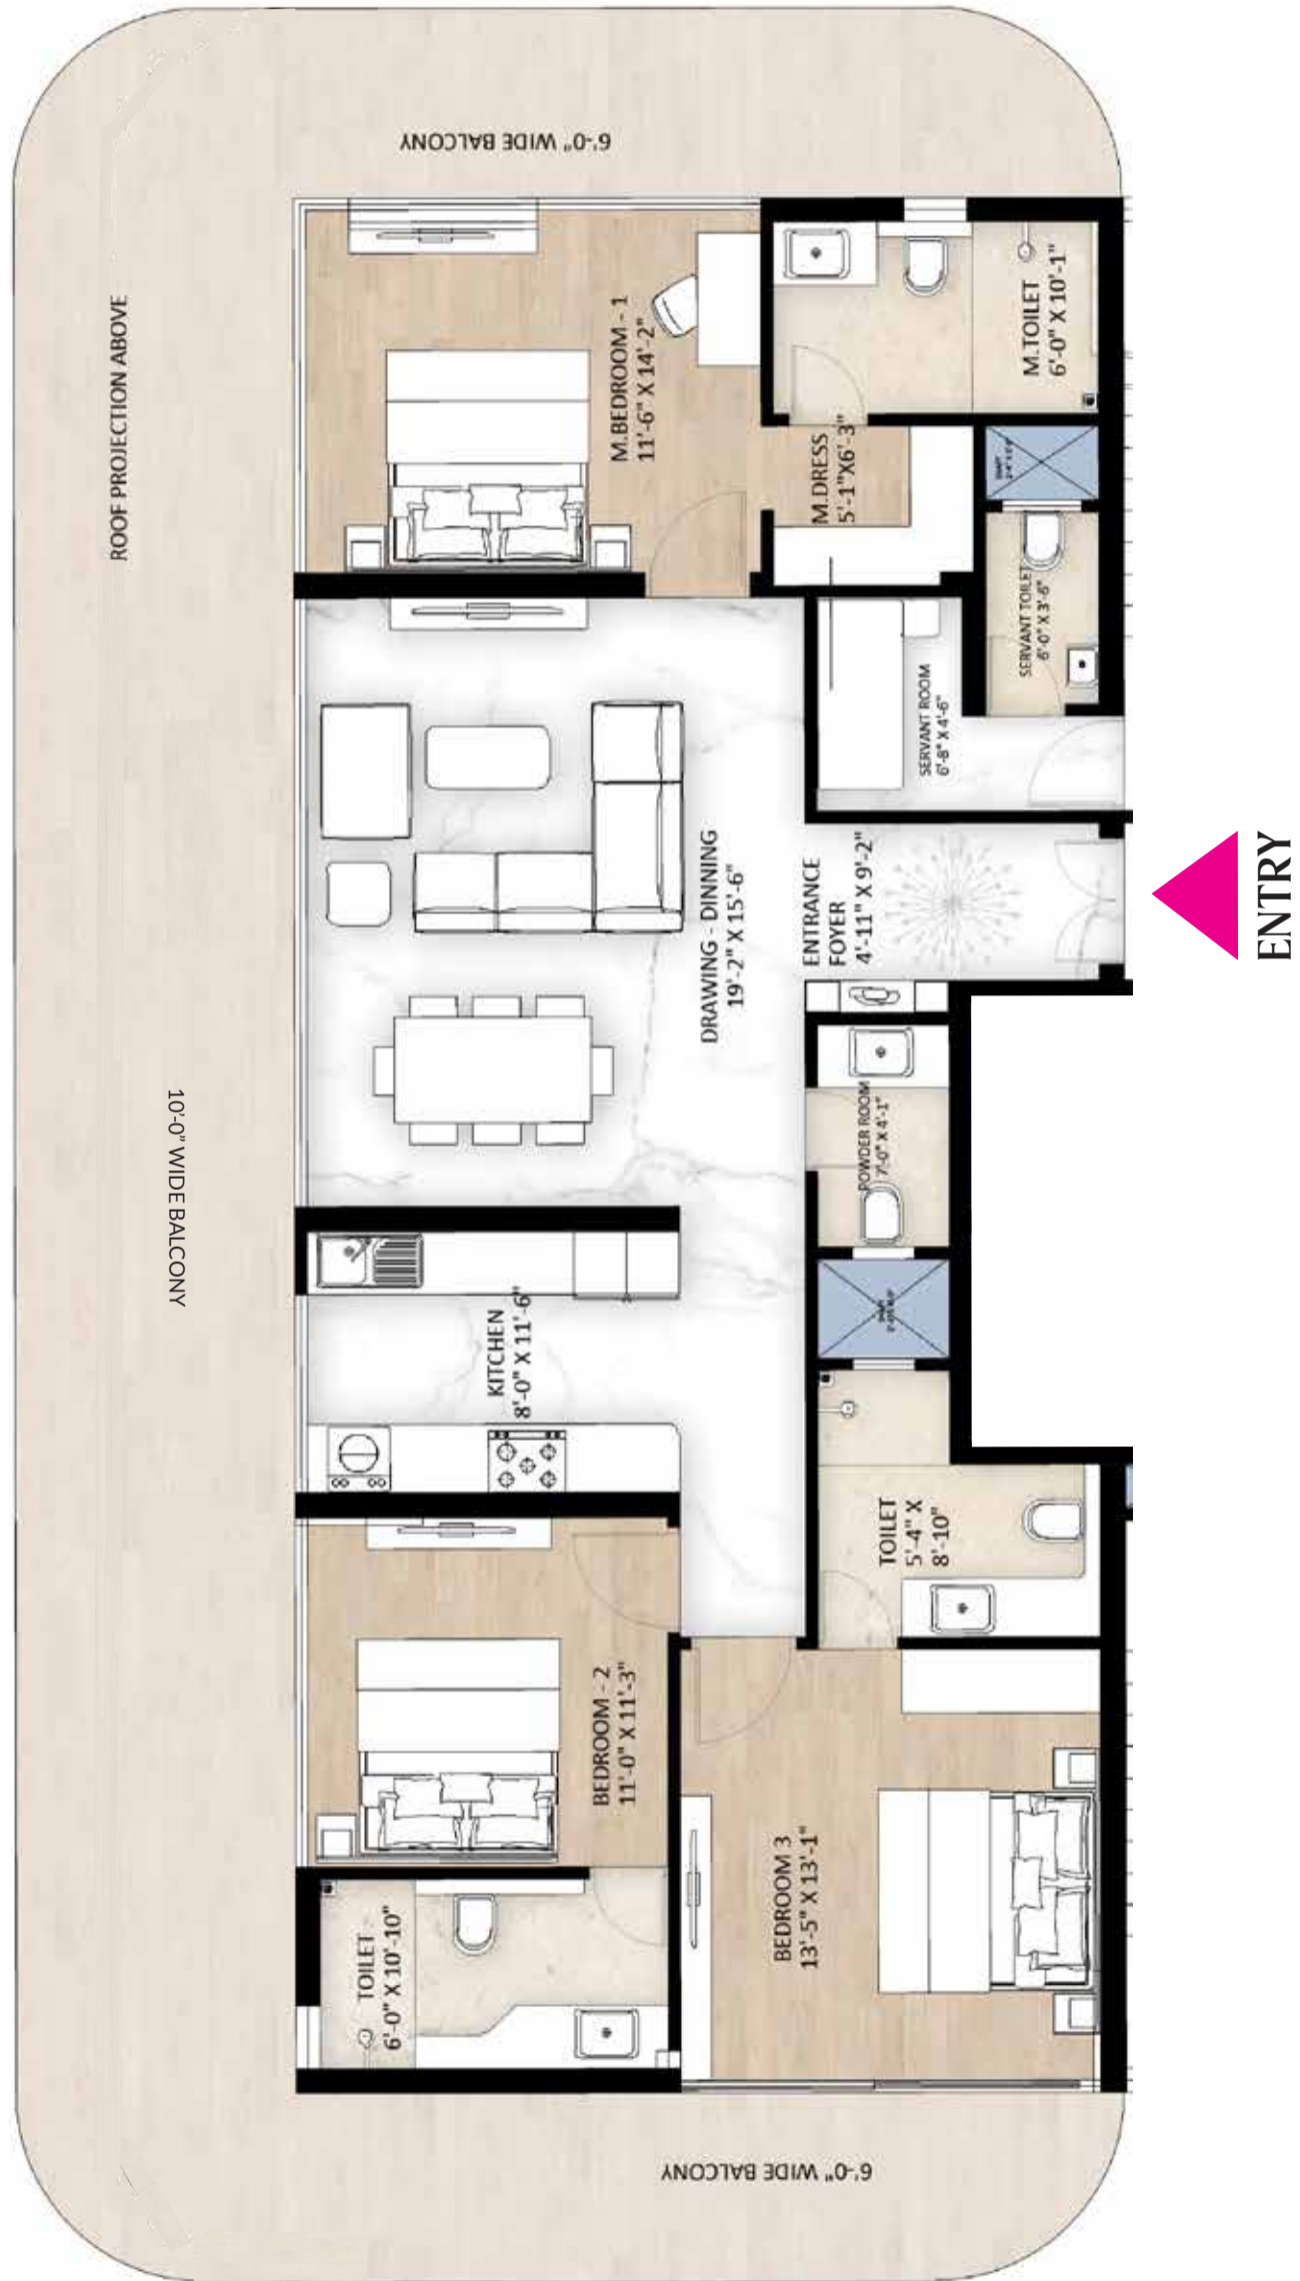 6'-0" WIDE BALCONY
ROOF PROJECTION ABOVE
10'-0" WIDE BALCONY
M.BEDROOM - 1
11'-6" X 14'-2"
M.TOILET
6'-0" X 10'-1"
M.DRESS
5'-1"X6'-3"
SERVANT TOILET
6'-0" X 3'-6"
SERVANT ROOM
6'-8" X 4'-6"
DRAWING - DINNING
19'-2" X 15'-6"
ENTRANCE
FOYER
4'-11" X 9'-2"
ENTRY
POWDER ROOM
7'-0" X 4'-1"
KITCHEN
8'-0" X 11'-6"
TOILET
5'-4" X
8'-10"
BEDROOM - 2
11'-0" X 11'-3"
BEDROOM 3
13'-5" X 13'-1"
TOILET
6'-0" X 10'-10"
6'-0" WIDE BALCONY
SHAFT
SHAFT